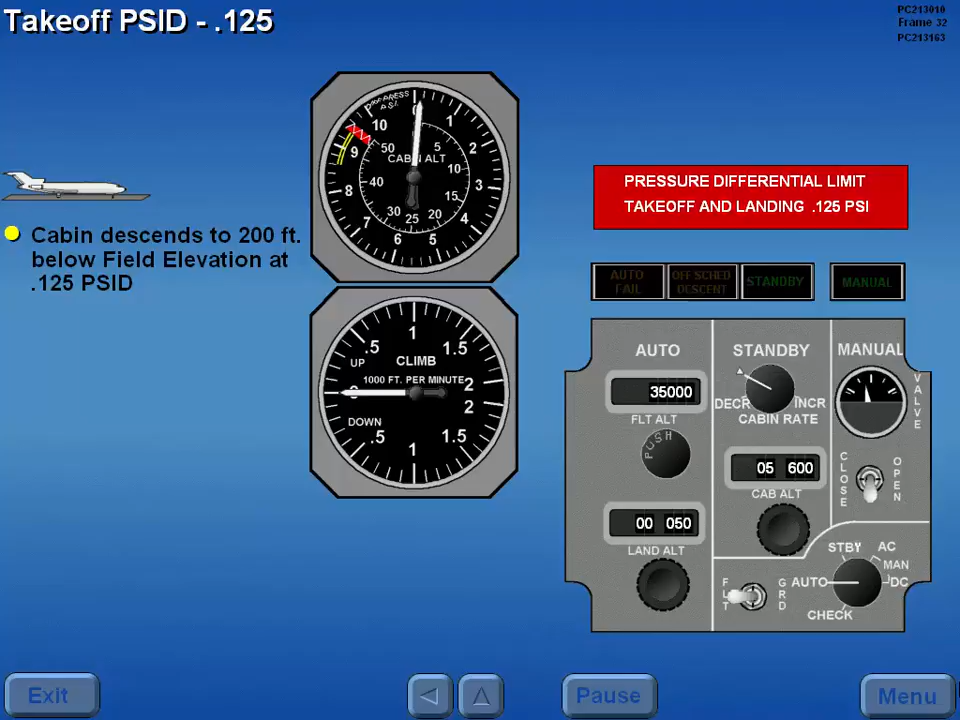 Takeoff PSID - .125
PC213010
Frame 32
PC213163
DIFF PRESS
P.S.I.
0
1
2
3
4
5
6
7
8
9
10
CABIN ALT
5
10
15
20
25
30
40
50
PRESSURE DIFFERENTIAL LIMIT
TAKEOFF AND LANDING .125 PSI
Cabin descends to 200 ft.
below Field Elevation at
.125 PSID
AUTO
FAIL
OFF SCHED
DESCENT
STANDBY
MANUAL
1
.5
1.5
UP
CLIMB
1000 FT. PER MINUTE
2
0
2
DOWN
.5
1.5
1
AUTO
STANDBY
MANUAL
35000
FLT ALT
PUSH
DECR
INCR
CABIN RATE
VALVE
05 600
CAB ALT
CLOSE
OPEN
00 050
LAND ALT
FLT
GRD
STBY
AC
MAN
DC
AUTO
CHECK
Exit
Pause
Menu